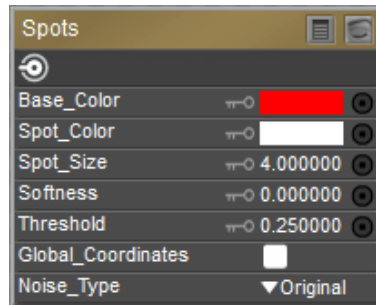 Spots
Base_Color
Spot_Color
Spot_Size 4.000000
Softness 0.000000
Threshold 0.250000
Global_Coordinates
Noise_Type ▼Original